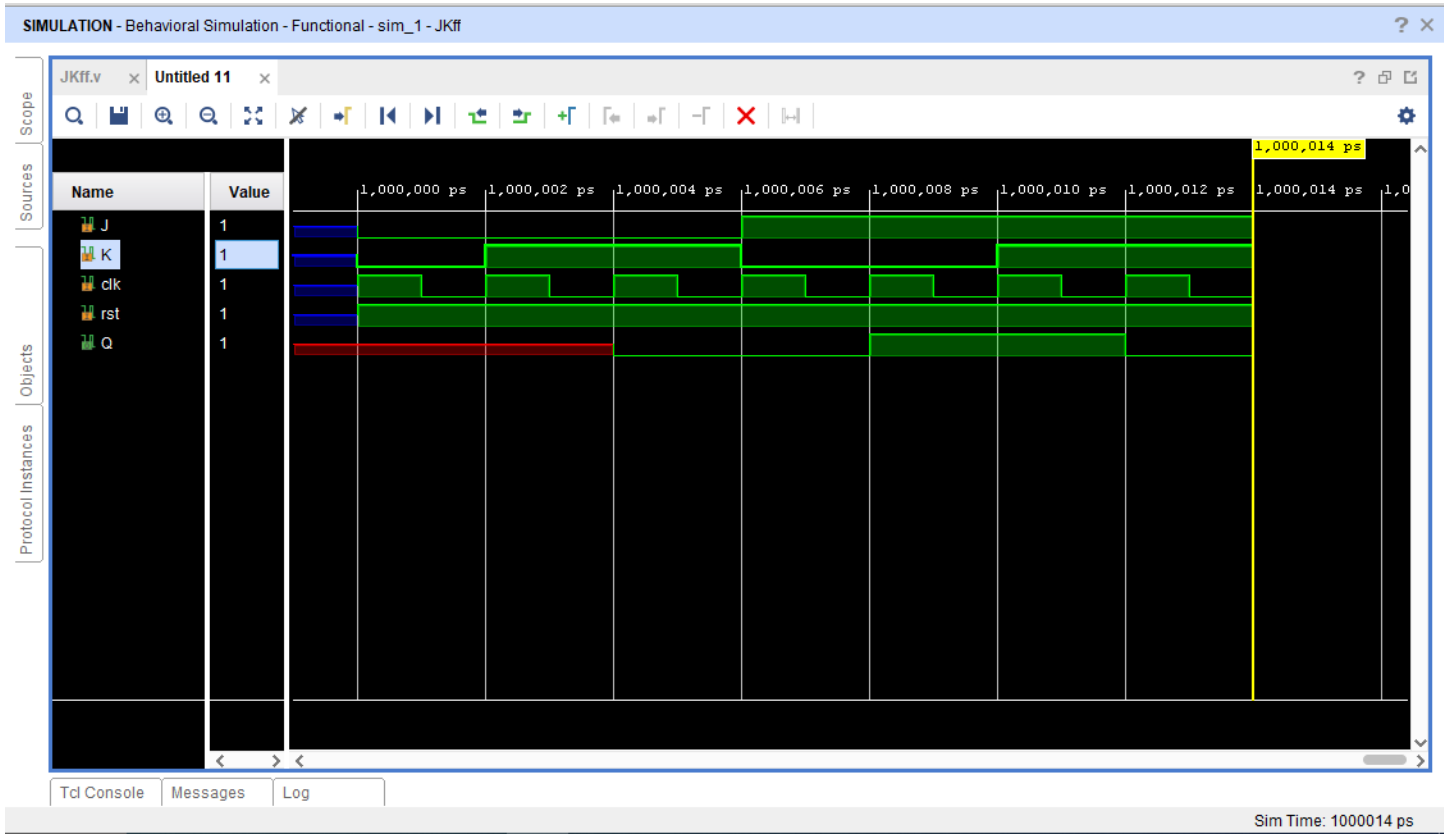 SIMULATION - Behavioral Simulation - Functional - sim_1 - JKff ? ×
JKff.v × Untitled 11 × ?
Scope
Sources
Objects
Protocol Instances
1,000,014 ps
Name Value 1,000,000 ps 1,000,002 ps 1,000,004 ps 1,000,006 ps 1,000,008 ps 1,000,010 ps 1,000,012 ps 1,000,014 ps 1,0
J 1
K 1
clk 1
rst 1
Q 1
Tcl Console Messages Log
Sim Time: 1000014 ps